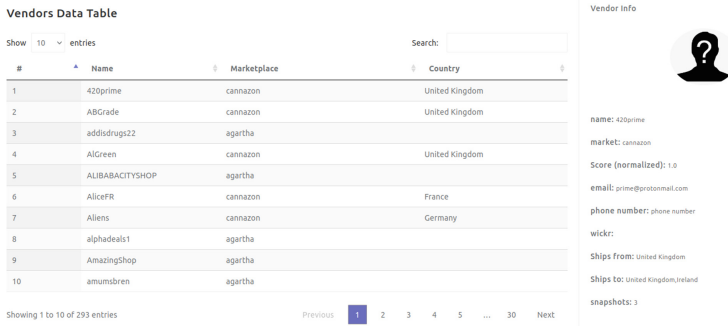 Vendors Data Table
Show 10 entries Search:
# Name Marketplace Country
1 420prime cannazon United Kingdom
2 ABGrade cannazon United Kingdom
3 addisdrugs22 agartha
4 AlGreen cannazon United Kingdom
5 ALIBABACITYSHOP agartha
6 AliceFR cannazon France
7 Aliens cannazon Germany
8 alphadeals1 agartha
9 AmazingShop agartha
10 amumsbren agartha
Showing 1 to 10 of 293 entries Previous 1 2 3 4 5 ... 30 Next
Vendor Info
?
name: 420prime
market: cannazon
Score (normalized): 1.0
email: prime@protonmail.com
phone number: phone number
wickr:
Ships from: United Kingdom
Ships to: United Kingdom,Ireland
snapshots: 3